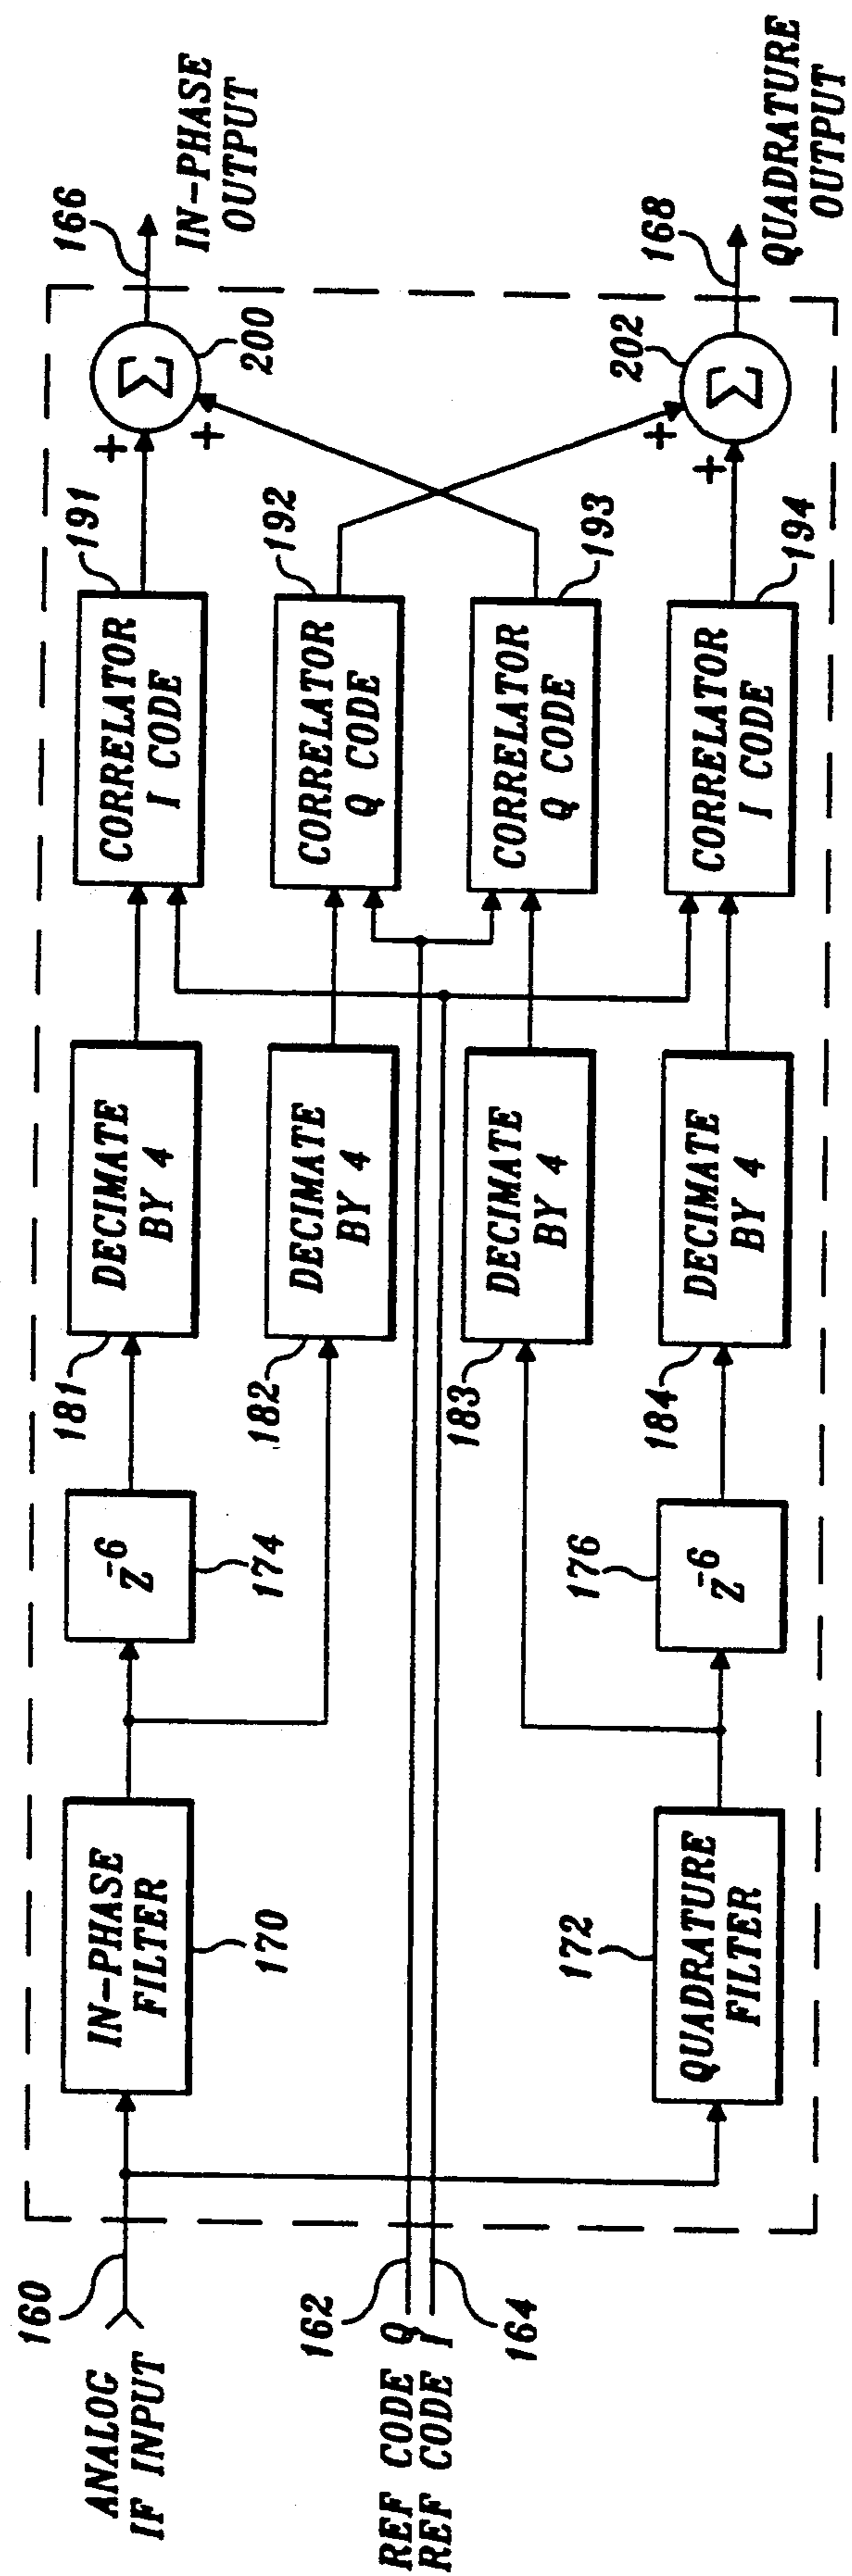 ANALOG
IF INPUT
160
REF CODE Q
REF CODE I
162
164
IN-PHASE
FILTER
170
QUADRATURE
FILTER
172
Z-6
174
Z-6
176
DECIMATE
BY 4
181
DECIMATE
BY 4
182
DECIMATE
BY 4
183
DECIMATE
BY 4
184
CORRELATOR
I CODE
191
CORRELATOR
Q CODE
192
CORRELATOR
Q CODE
193
CORRELATOR
I CODE
194
+
+
Σ
200
+
+
Σ
202
166
IN-PHASE
OUTPUT
168
QUADRATURE
OUTPUT